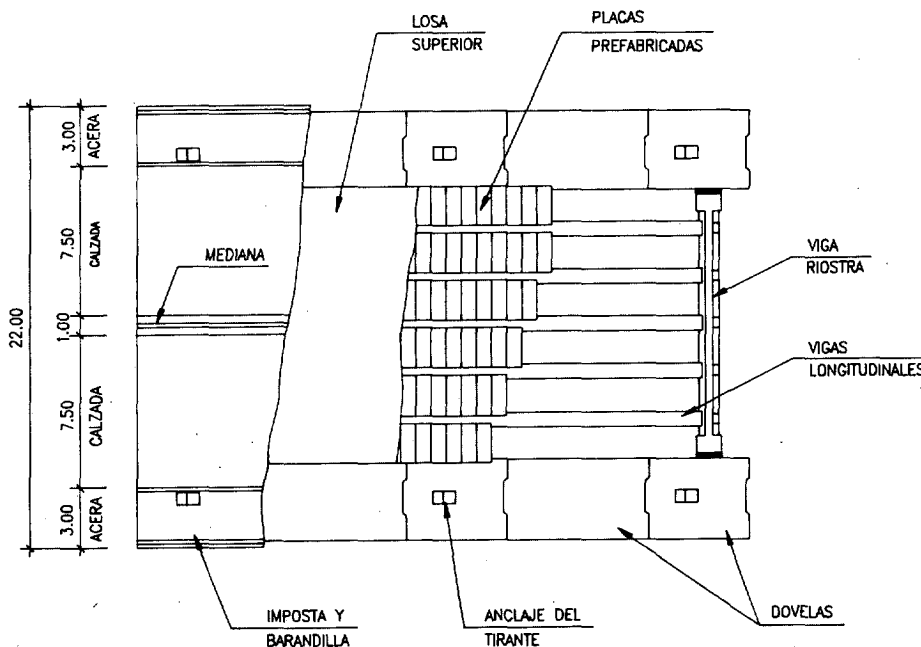 LOSA
SUPERIOR
PLACAS
PREFABRICADAS
3.00
ACERA
7.50
CALZADA
MEDIANA
22.00
1.00
VIGA
RIOSTRA
VIGAS
LONGITUDINALES
7.50
CALZADA
3.00
ACERA
IMPOSTA Y
BARANDILLA
ANCLAJE DEL
TIRANTE
DOVELAS